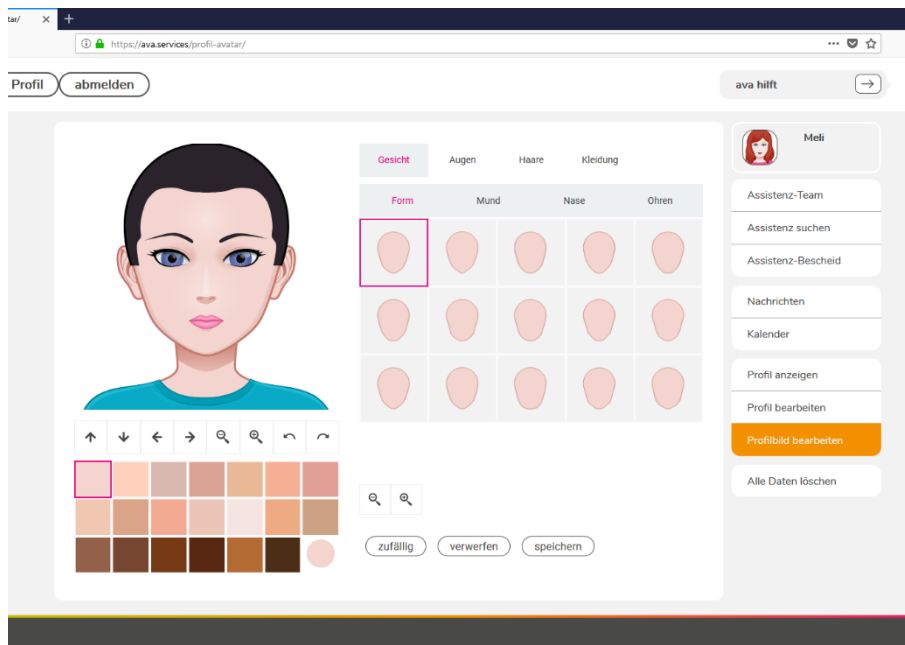 tar/
https://ava.services/profil-avatar/
Profil
abmelden
ava hilft
Meli
Gesicht Augen Haare Kleidung
Form Mund Nase Ohren
Assistenz-Team
Assistenz suchen
Assistenz-Bescheid
Nachrichten
Kalender
Profil anzeigen
Profil bearbeiten
Profilbild bearbeiten
Alle Daten löschen
zufällig verwerfen speichern